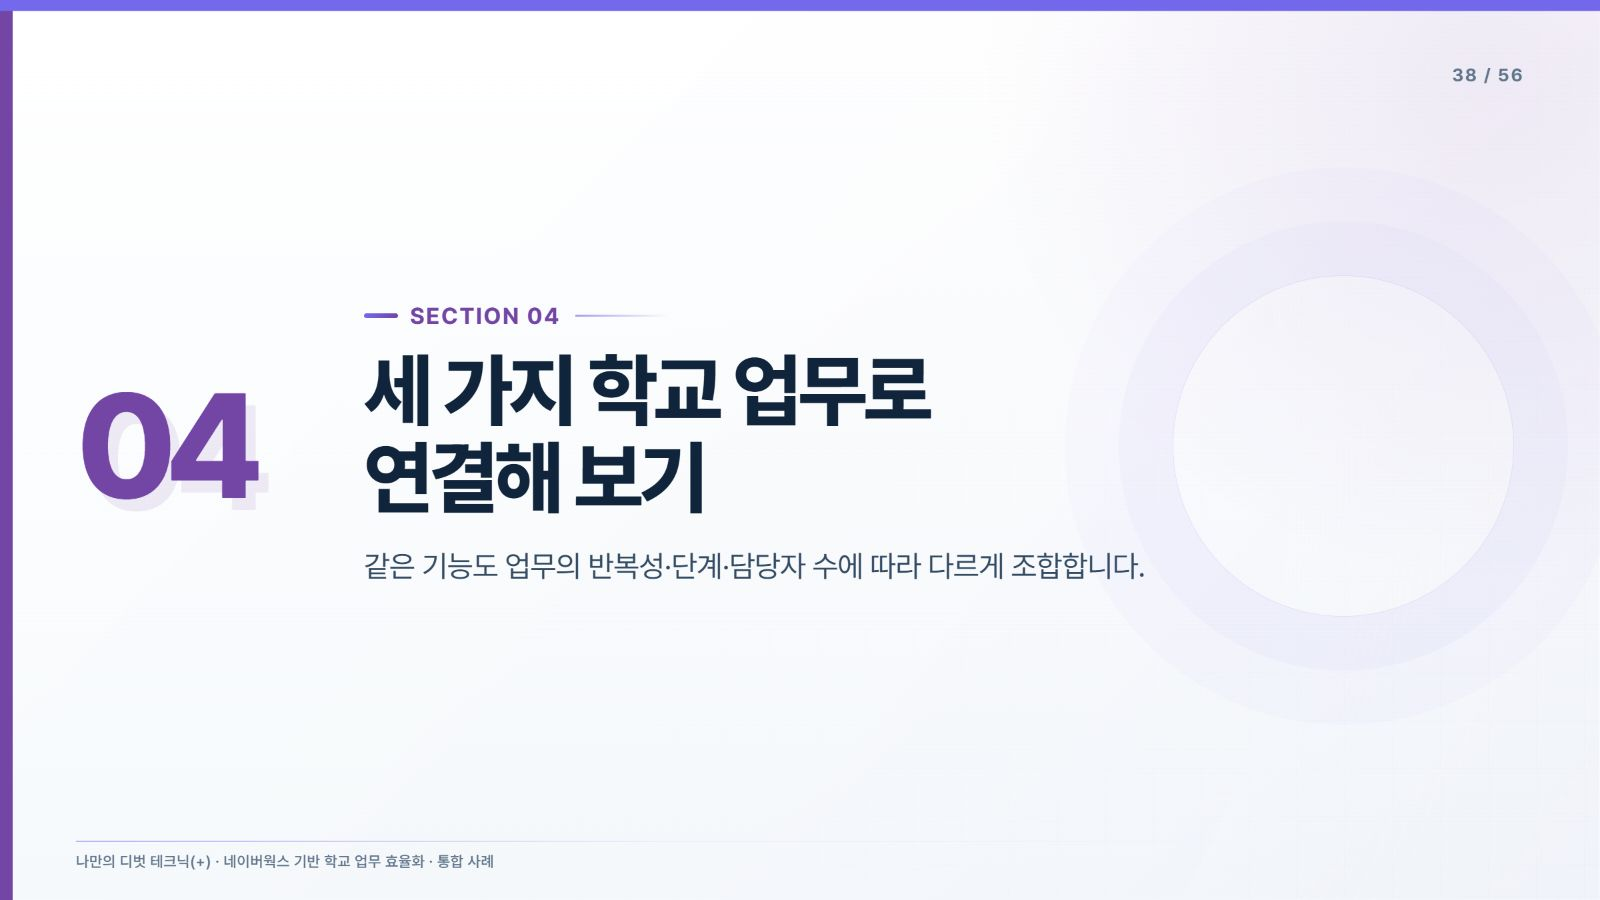 38 / 56
SECTION 04
04
세 가지 학교 업무로
연결해 보기
같은 기능도 업무의 반복성·단계·담당자 수에 따라 다르게 조합합니다.
나만의 디벗 테크닉(+) · 네이버웍스 기반 학교 업무 효율화 · 통합 사례